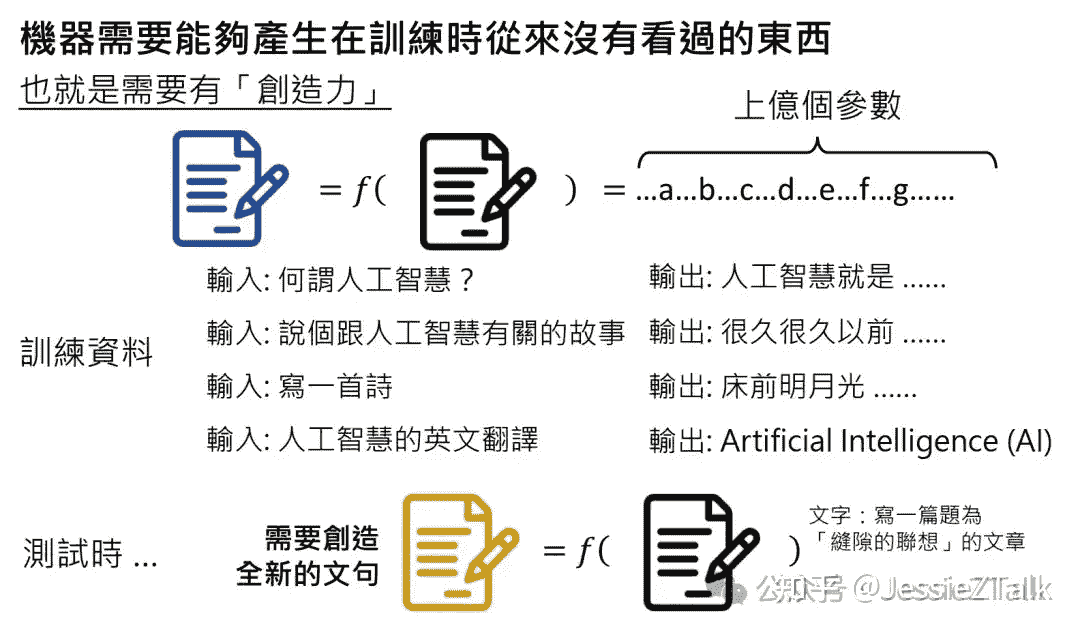 機器需要能夠產生在訓練時從來沒有看過的東西
也就是需要有「創造力」
上億個參數
= f( ) = …a…b…c…d…e…f…g……
訓練資料
輸入: 何謂人工智慧？ 輸出: 人工智慧就是 ……
輸入: 說個跟人工智慧有關的故事 輸出: 很久很久以前 ……
輸入: 寫一首詩 輸出: 床前明月光 ……
輸入: 人工智慧的英文翻譯 輸出: Artificial Intelligence (AI)
測試時 …
需要創造
全新的文句
= f( )
文字：寫一篇題為
「縫隙的聯想」的文章
知乎 @JessieZTalk